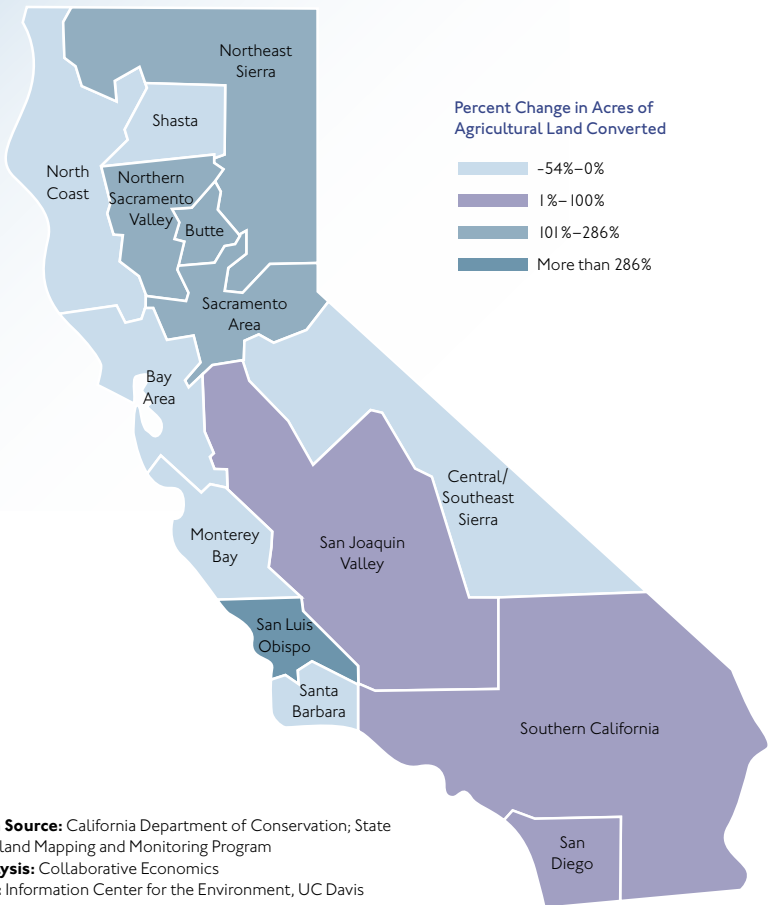 Northeast
Sierra
Shasta
North
Coast
Northern
Sacramento
Valley
Butte
Sacramento
Area
Bay
Area
Central/
Southeast
Sierra
Monterey
Bay
San Joaquin
Valley
San Luis
Obispo
Santa
Barbara
Southern California
San
Diego
Percent Change in Acres of
Agricultural Land Converted
-54%–0%
1%–100%
101%–286%
More than 286%
Source: California Department of Conservation; State
land Mapping and Monitoring Program
ysis: Collaborative Economics
: Information Center for the Environment, UC Davis